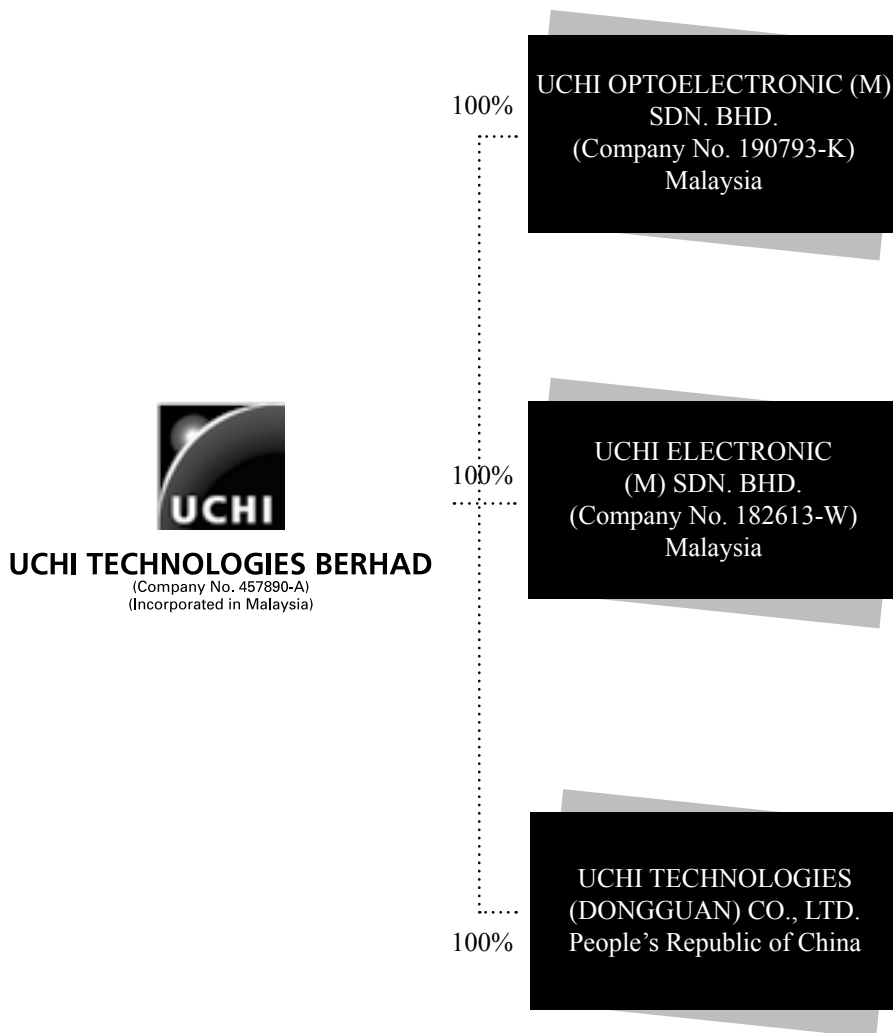 100%
UCHI OPTOELECTRONIC (M)
SDN. BHD.
(Company No. 190793-K)
Malaysia
UCHI
UCHI TECHNOLOGIES BERHAD
(Company No. 457890-A)
(Incorporated in Malaysia)
100%
UCHI ELECTRONIC
(M) SDN. BHD.
(Company No. 182613-W)
Malaysia
100%
UCHI TECHNOLOGIES
(DONGGUAN) CO., LTD.
People’s Republic of China